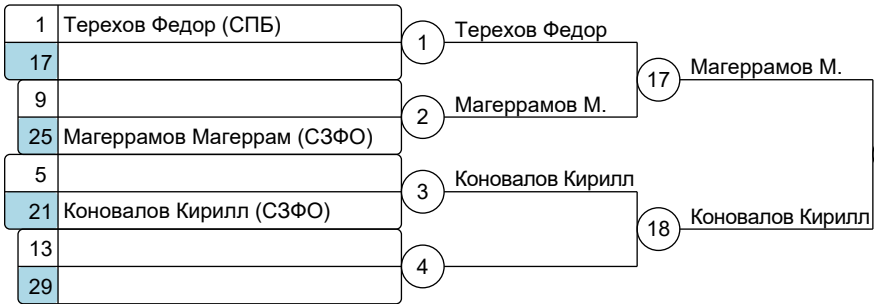 1 Терехов Федор (СПБ)
17
9
25 Магеррамов Магеррам (СЗФО)
5
21 Коновалов Кирилл (СЗФО)
13
29
1 Терехов Федор
2 Магеррамов М.
3 Коновалов Кирилл
4
17 Магеррамов М.
18 Коновалов Кирилл